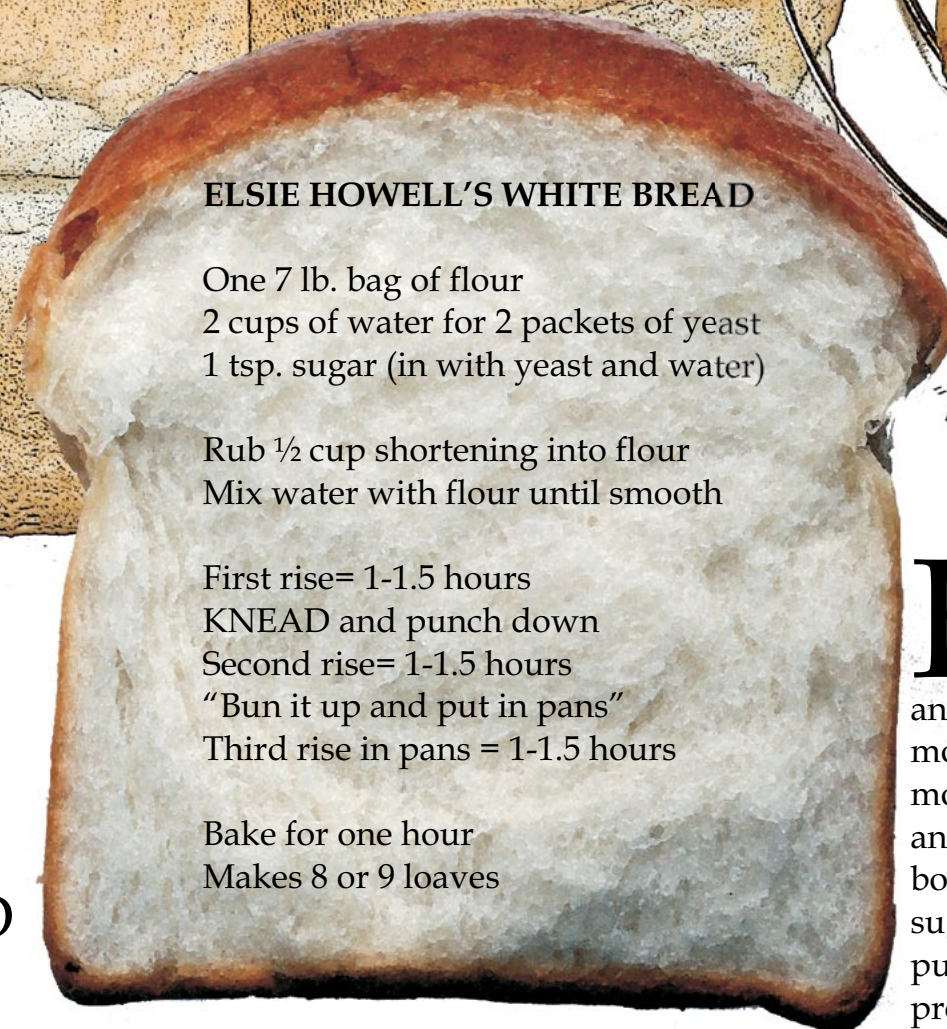 ELSIE HOWELL’S WHITE BREAD
One 7 lb. bag of flour
2 cups of water for 2 packets of yeast
1 tsp. sugar (in with yeast and water)
Rub ½ cup shortening into flour
Mix water with flour until smooth
First rise= 1-1.5 hours
KNEAD and punch down
Second rise= 1-1.5 hours
“Bun it up and put in pans”
Third rise in pans = 1-1.5 hours
Bake for one hour
Makes 8 or 9 loaves